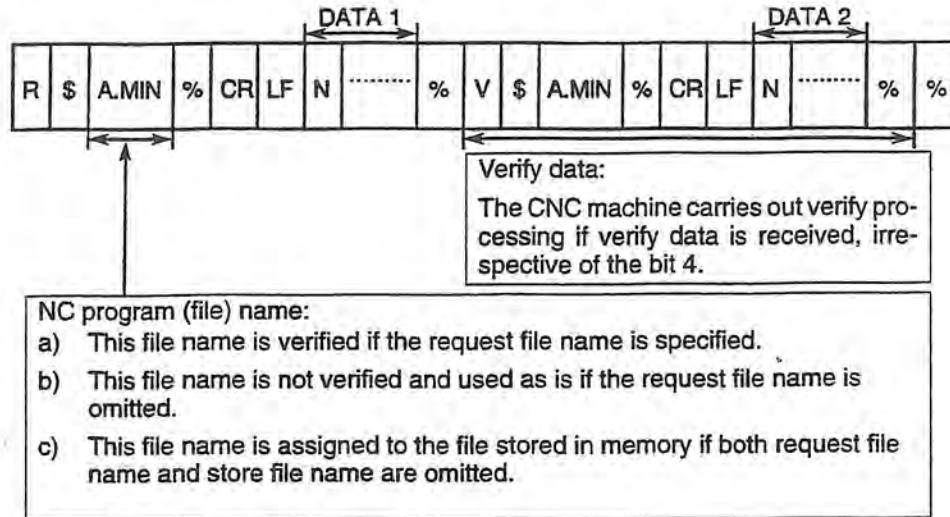 DATA 1 DATA 2
R $ A.MIN % CR LF N ........... % V $ A.MIN % CR LF N ........... % %
Verify data:
The CNC machine carries out verify pro-
cessing if verify data is received, irre-
spective of the bit 4.
NC program (file) name:
a) This file name is verified if the request file name is specified.
b) This file name is not verified and used as is if the request file name is
omitted.
c) This file name is assigned to the file stored in memory if both request file
name and store file name are omitted.